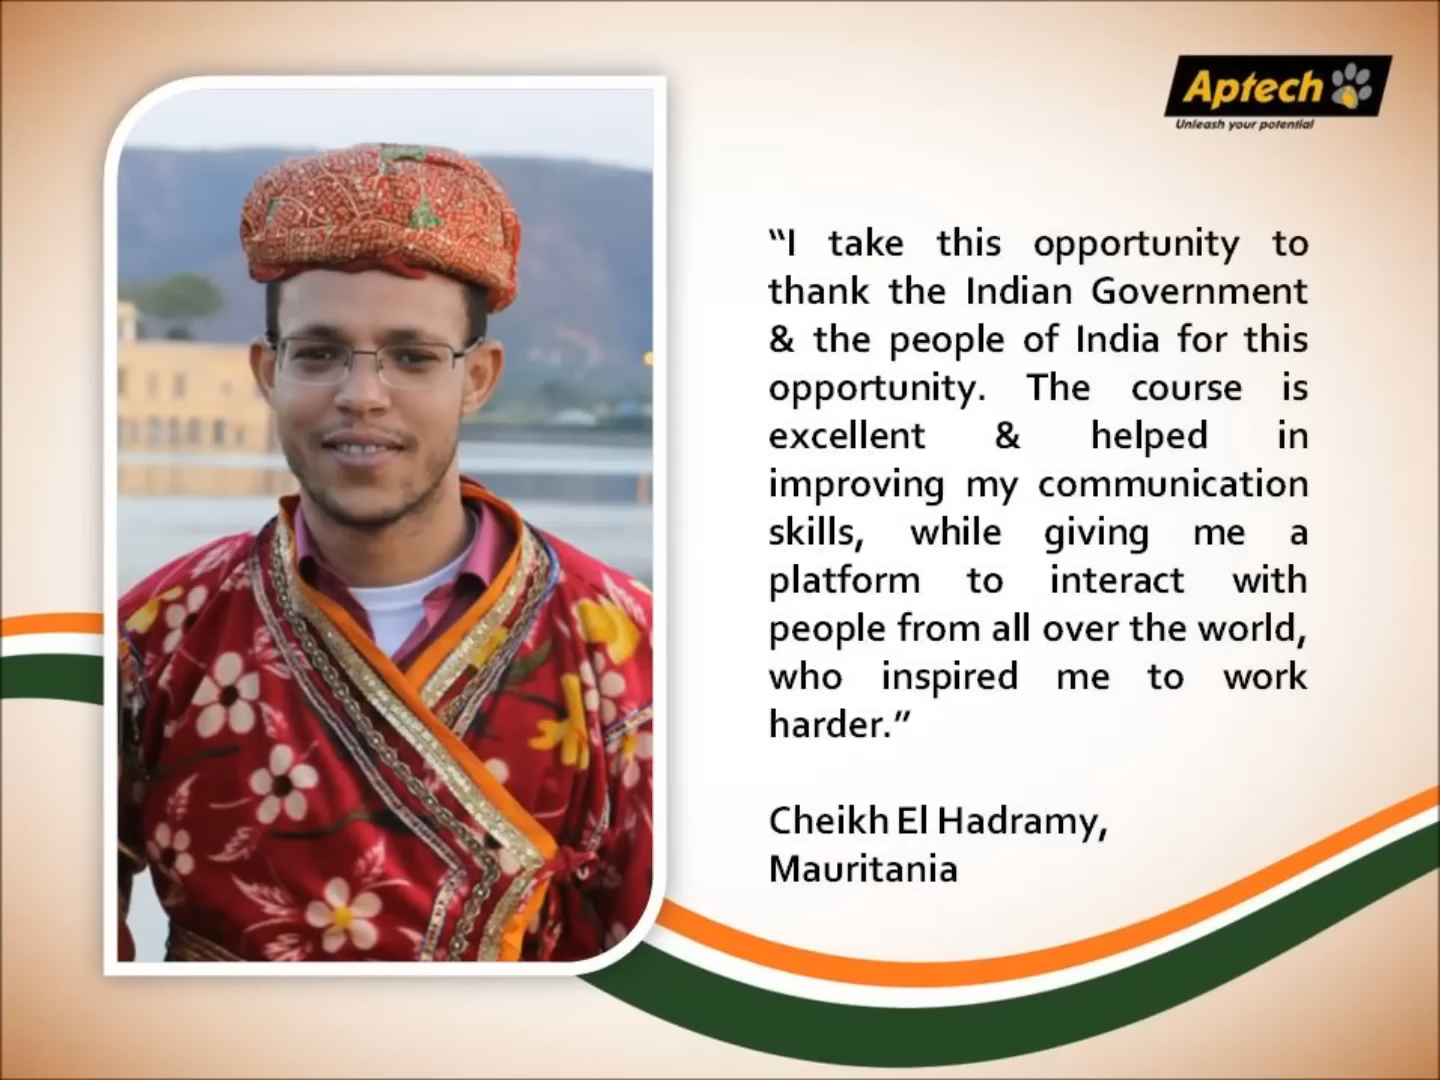 Aptech
Unleash your potential
“I take this opportunity to
thank the Indian Government
& the people of India for this
opportunity. The course is
excellent & helped in
improving my communication
skills, while giving me a
platform to interact with
people from all over the world,
who inspired me to work
harder.”
Cheikh El Hadramy,
Mauritania